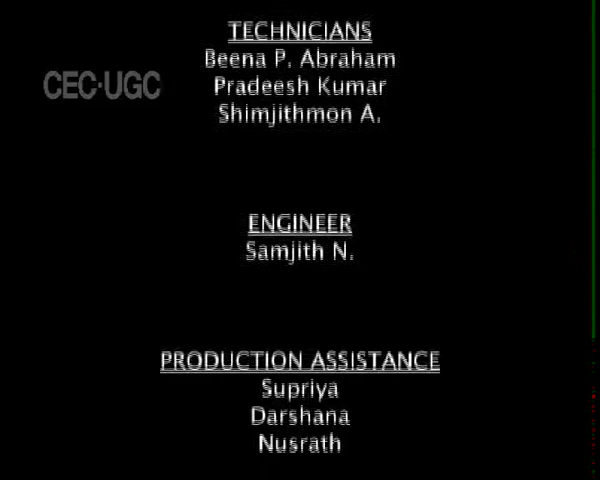 TECHNICIANS
Beena P. Abraham
CEC-UGC
Pradeesh Kumar
Shimjithmon A.
ENGINEER
Samjith N.
PRODUCTION ASSISTANCE
Supriya
Darshana
Nusrath